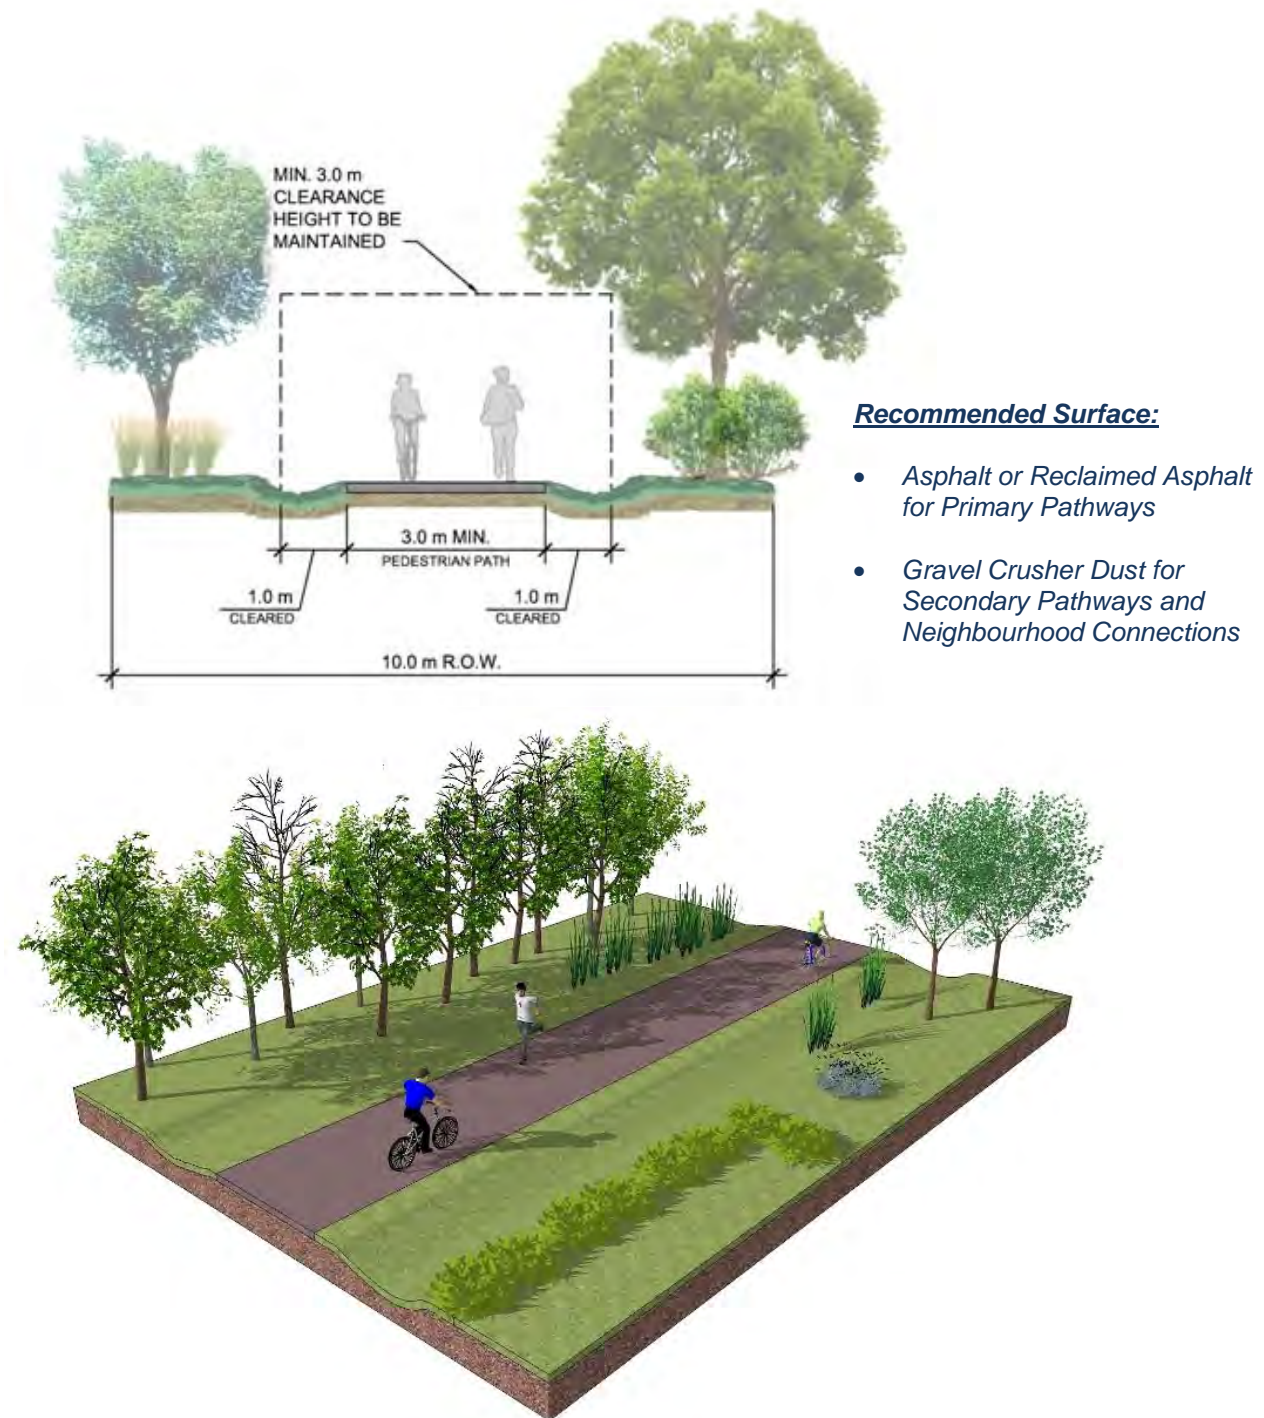 MIN. 3.0 m
CLEARANCE
HEIGHT TO BE
MAINTAINED
Recommended Surface:
• Asphalt or Reclaimed Asphalt
for Primary Pathways
• Gravel Crusher Dust for
Secondary Pathways and
Neighbourhood Connections
3.0 m MIN.
PEDESTRIAN PATH
1.0 m
CLEARED
1.0 m
CLEARED
10.0 m R.O.W.